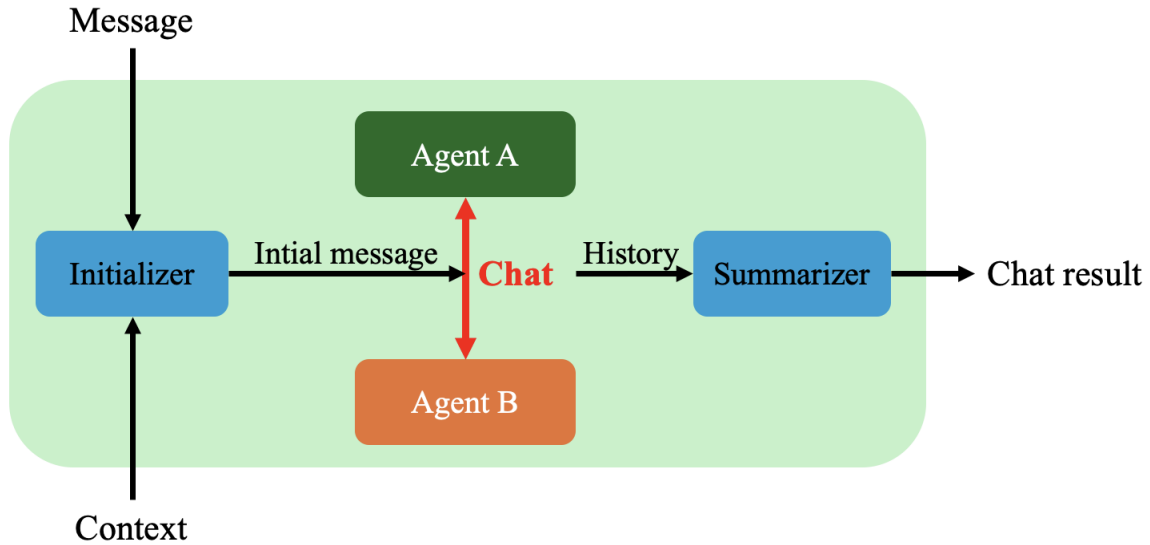 Message
Agent A
Initializer
Intial message
Chat
History
Summarizer
Chat result
Agent B
Context